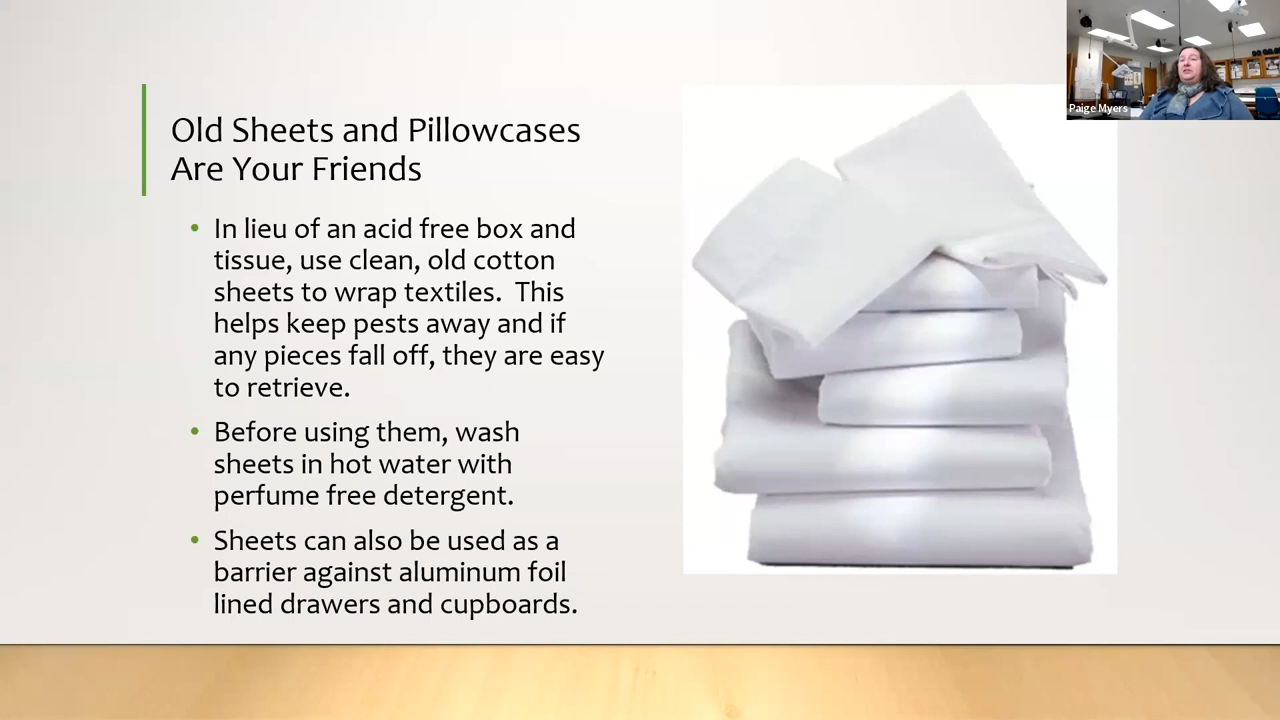 Old Sheets and Pillowcases
Are Your Friends
• In lieu of an acid free box and
tissue, use clean, old cotton
sheets to wrap textiles.  This
helps keep pests away and if
any pieces fall off, they are easy
to retrieve.
• Before using them, wash
sheets in hot water with
perfume free detergent.
• Sheets can also be used as a
barrier against aluminum foil
lined drawers and cupboards.
Paige Myers